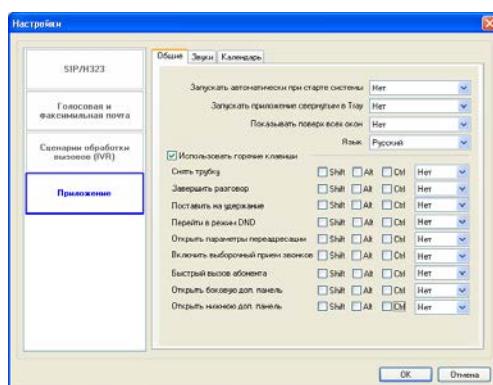 Настройки
SIP/H323
Голосовая и
факсимильная почта
Сценарии обработки
вызовов (IVR)
Приложение
Общие Звуки Календарь
Запускать автоматически при старте системы Нет
Запускать приложение свернутым в Tray Нет
Показывать поверх всех окон Нет
Язык Русский
Использовать горячие клавиши
Снять трубку Shift Alt Ctrl Нет
Завершить разговор Shift Alt Ctrl Нет
Поставить на удержание Shift Alt Ctrl Нет
Перейти в режим DND Shift Alt Ctrl Нет
Открыть параметры переадресации Shift Alt Ctrl Нет
Включить выборочный прием звонков Shift Alt Ctrl Нет
Быстрый вызов абонента Shift Alt Ctrl Нет
Открыть боковую доп. панель Shift Alt Ctrl Нет
Открыть нижнюю доп. панель Shift Alt Ctrl Нет
OK Отмена